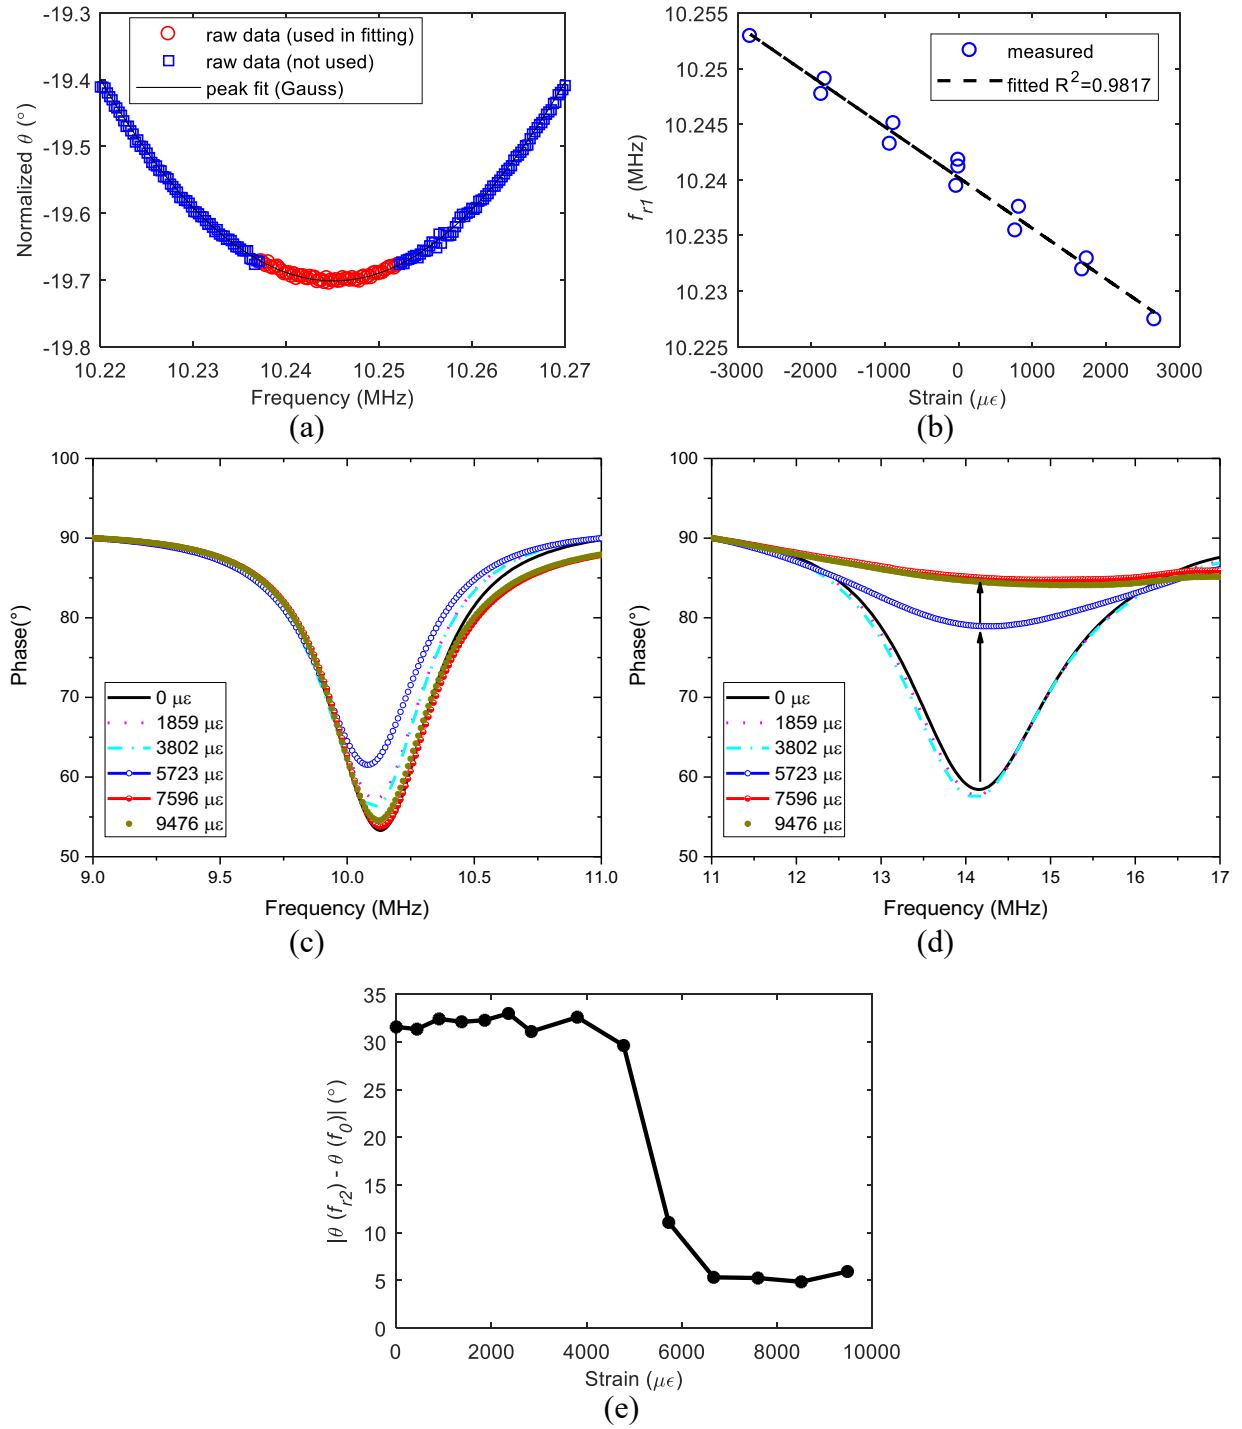 -19.3
-19.4
-19.5
-19.6
-19.7
-19.8
Normalized θ (°)
raw data (used in fitting)
raw data (not used)
peak fit (Gauss)
10.22 10.23 10.24 10.25 10.26 10.27
Frequency (MHz)
(a)
10.255
10.25
10.245
10.24
10.235
10.23
10.225
f_r1 (MHz)
measured
fitted R^2=0.9817
-3000 -2000 -1000 0 1000 2000 3000
Strain (με)
(b)
100
90
80
70
60
50
Phase(°)
0 με
1859 με
3802 με
5723 με
7596 με
9476 με
9.0 9.5 10.0 10.5 11.0
Frequency (MHz)
(c)
100
90
80
70
60
50
Phase(°)
0 με
1859 με
3802 με
5723 με
7596 με
9476 με
11 12 13 14 15 16 17
Frequency (MHz)
(d)
35
30
25
20
15
10
5
0
|θ (f_r2) - θ (f_0)| (°)
0 2000 4000 6000 8000 10000
Strain (με)
(e)